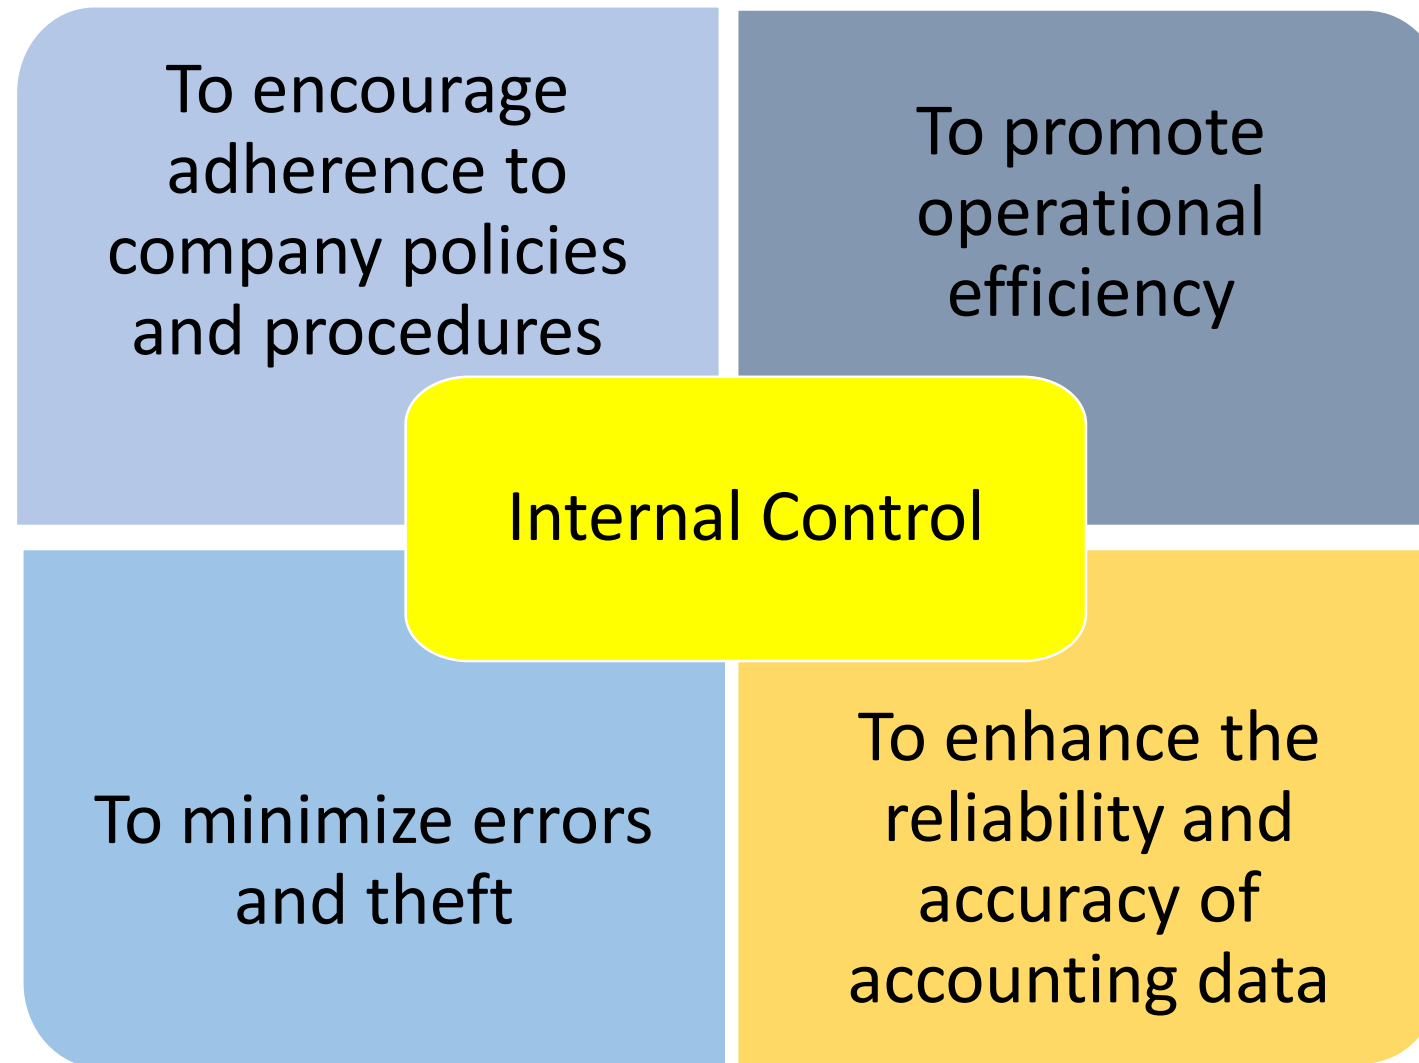 To encourage
adherence to
company policies
and procedures
To promote
operational
efficiency
Internal Control
To minimize errors
and theft
To enhance the
reliability and
accuracy of
accounting data